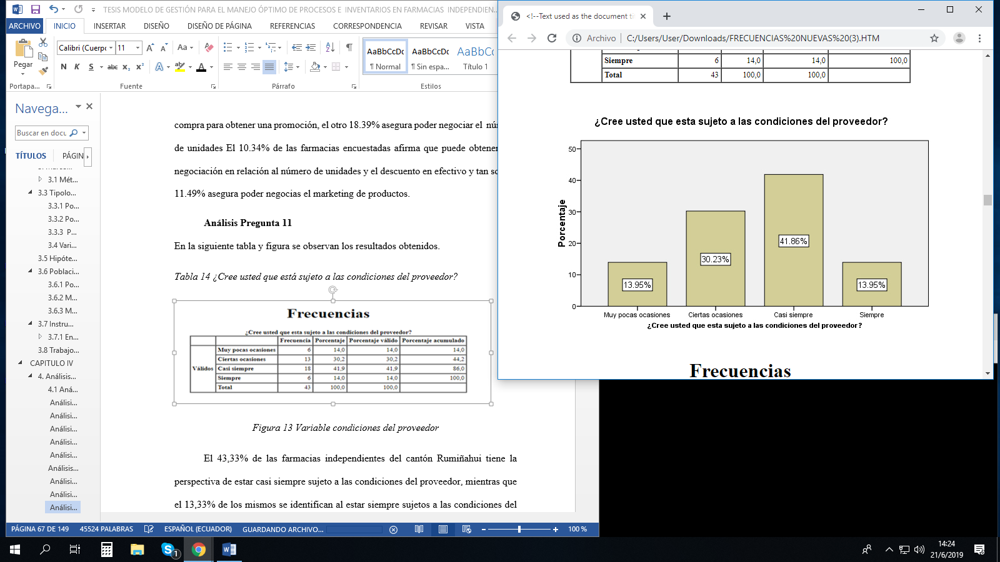 TESIS MODELO DE GESTIÓN PARA EL MANEJO ÓPTIMO DE PROCESOS E INVENTARIOS EN FARMACIAS INDEPENDIEN...
ARCHIVO INICIO INSERTAR DISEÑO DISEÑO DE PÁGINA REFERENCIAS CORRESPONDENCIA REVISAR VISTA
Pegar
Calibri (Cuerpo 11
Aa
N K S abc x₂ x²
AaBbCcDc AaBbCcDc AaBbCc
¶ Normal ¶ Sin espa... Título 1
Portapa... Fuente Párrafo Estilos
Navega...
Buscar en docu
TÍTULOS PÁGIN
3.1 Mét...
3.3 Tipolo...
3.3.1 Po...
3.3.2 Po...
3.3.3 P...
3.4 Vari...
3.5 Hipóte...
3.6 Poblaci...
3.6.1 Po...
3.6.2 M...
3.6.3 M...
3.7 Instru...
3.7.1 En...
3.8 Trabajo...
CAPITULO IV
4. Análisis...
4.1 Aná...
Análisi...
Análisi...
Análisi...
Análisi...
Análisi...
Análisis...
Análisi...
Análisi...
Análisi...
compra para obtener una promoción, el otro 18.39% asegura poder negociar el
de unidades El 10.34% de las farmacias encuestadas afirma que puede obtener
negociación en relación al número de unidades y el descuento en efectivo y tan so
11.49% asegura poder negocias el marketing de productos.
Análisis Pregunta 11
En la siguiente tabla y figura se observan los resultados obtenidos.
Tabla 14 ¿Cree usted que está sujeto a las condiciones del proveedor?
Frecuencias
¿Cree usted que esta sujeto a las condiciones del proveedor?
Frecuencia Porcentaje Porcentaje válido Porcentaje acumulado
Válidos
Muy pocas ocasiones 6 14,0 14,0 14,0
Ciertas ocasiones 13 30,2 30,2 44,2
Casi siempre 18 41,9 41,9 86,0
Siempre 6 14,0 14,0 100,0
Total 43 100,0 100,0
Figura 13 Variable condiciones del proveedor
El 43,33% de las farmacias independientes del cantón Rumiñahui tiene la
perspectiva de estar casi siempre sujeto a las condiciones del proveedor, mientras que
el 13,33% de los mismos se identifican al estar siempre sujetos a las condiciones del
PÁGINA 67 DE 149 45524 PALABRAS ESPAÑOL (ECUADOR) GUARDANDO ARCHIVO... 100 %
<!--Text used as the document ti
Archivo C:/Users/User/Downloads/FRECUENCIAS%20NUEVAS%20(3).HTM
Siempre 6 14,0 14,0 100,0
Total 43 100,0 100,0
¿Cree usted que esta sujeto a las condiciones del proveedor?
Porcentaje
50
40
30
20
10
0
13.95%
30.23%
41.86%
13.95%
Muy pocas ocasiones Ciertas ocasiones Casi siempre Siempre
¿Cree usted que esta sujeto a las condiciones del proveedor?
Frecuencias
1
14:24
21/6/2019